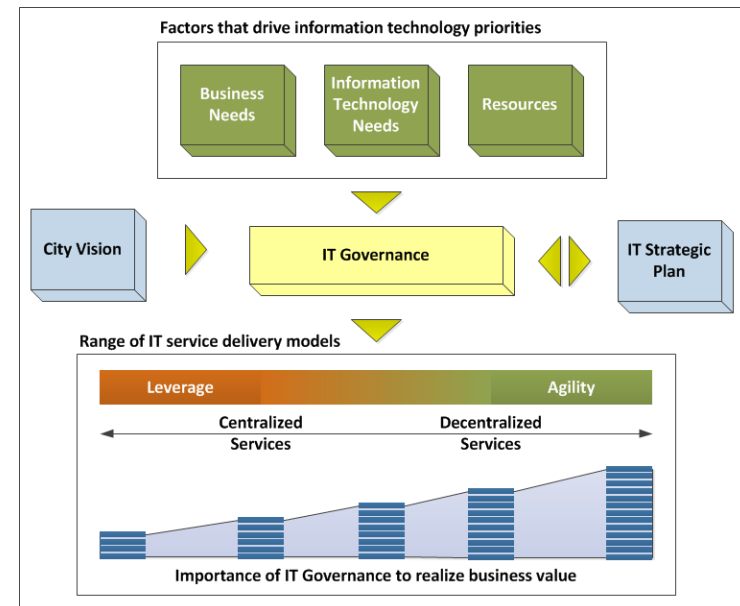 Factors that drive information technology priorities
Business
Needs
Information
Technology
Needs
Resources
City Vision
IT Governance
IT Strategic
Plan
Range of IT service delivery models
Leverage
Agility
Centralized
Services
Decentralized
Services
Importance of IT Governance to realize business value